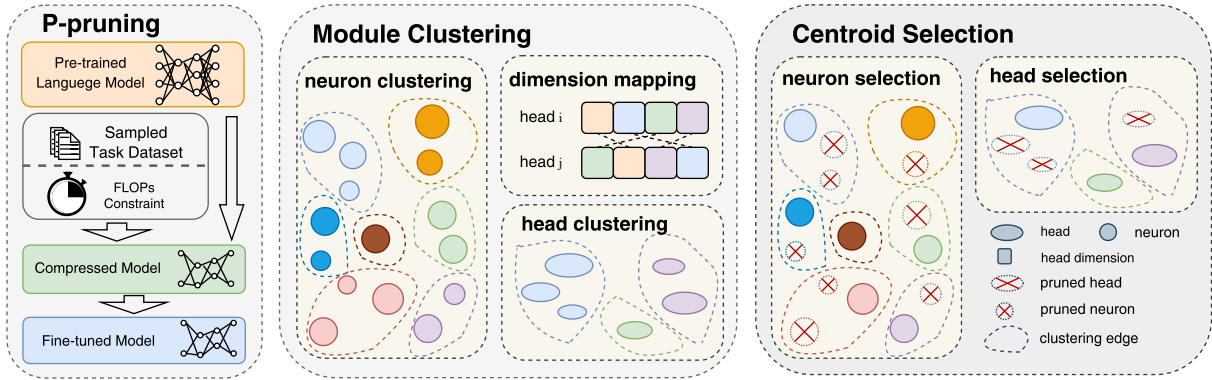 P-pruning
Pre-trained
Languege Model
Sampled
Task Dataset
FLOPs
Constraint
Compressed Model
Fine-tuned Model
Module Clustering
neuron clustering
dimension mapping
head i
head j
head clustering
Centroid Selection
neuron selection
head selection
head
neuron
head dimension
pruned head
pruned neuron
clustering edge